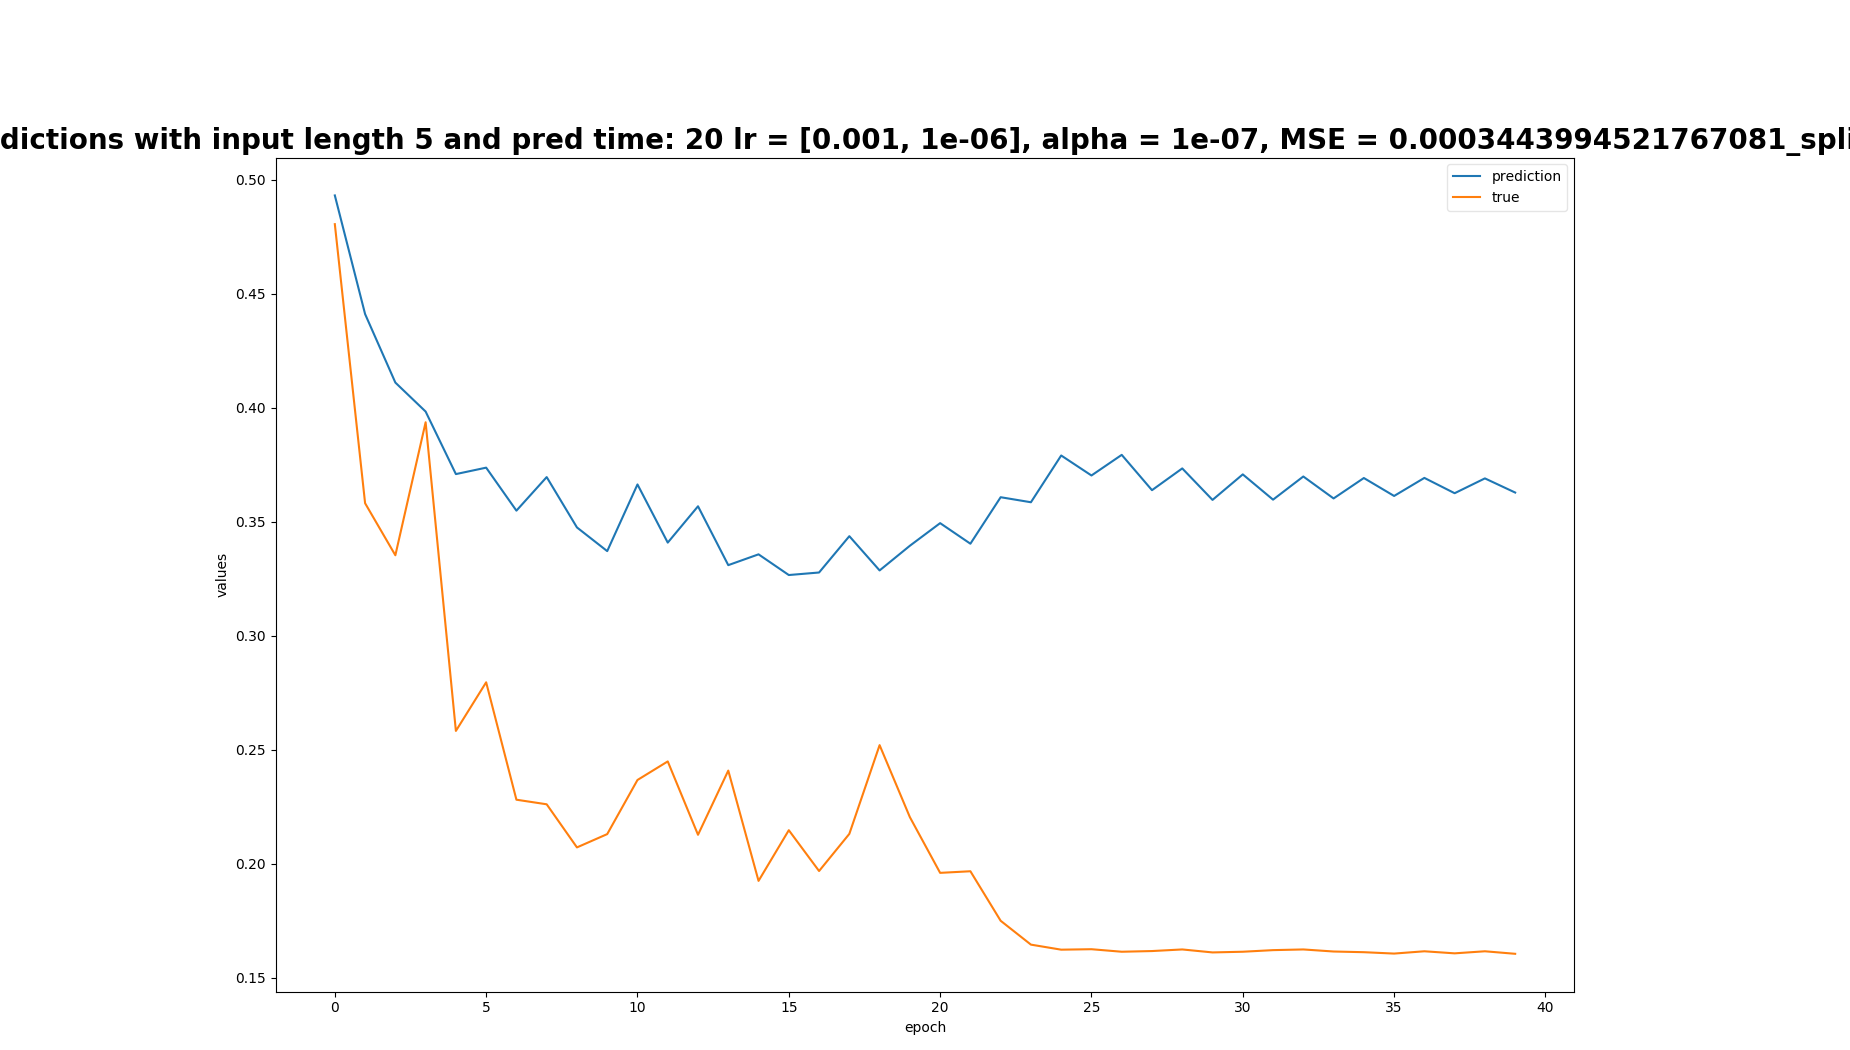 dictions with input length 5 and pred time: 20 lr = [0.001, 1e-06], alpha = 1e-07, MSE = 0.0003443994521767081_spli
prediction
true
0.50
0.45
0.40
0.35
0.30
0.25
0.20
0.15
values
0 5 10 15 20 25 30 35 40
epoch